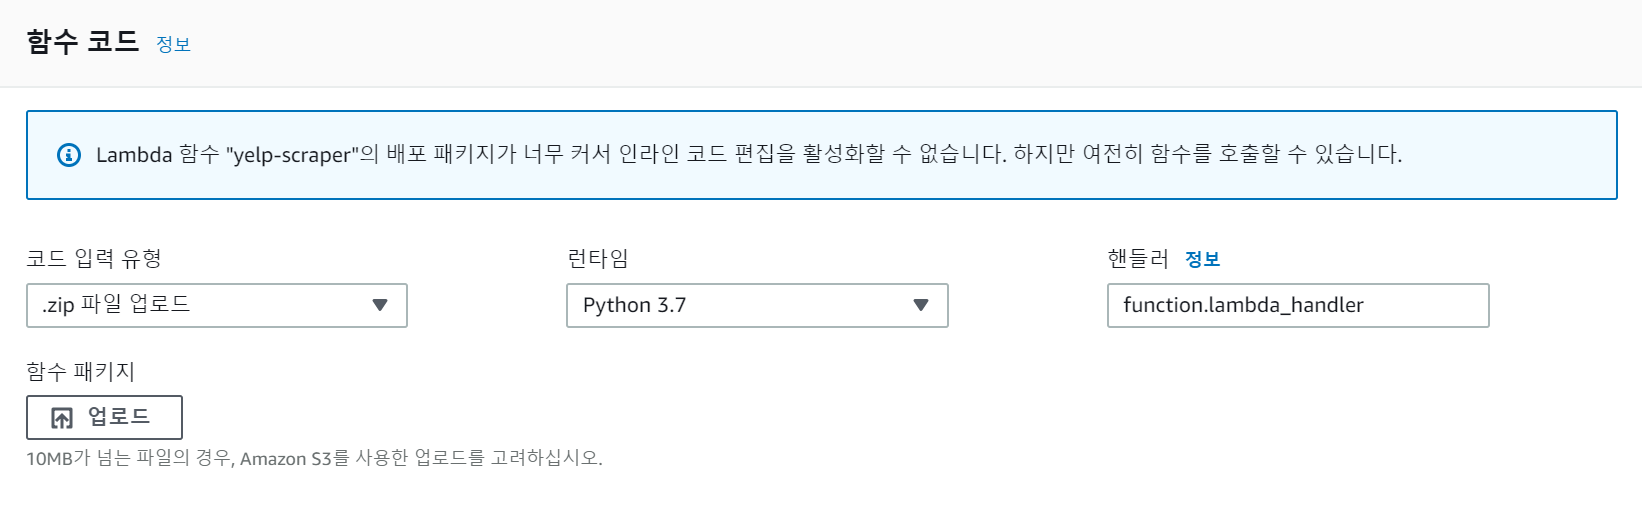 함수 코드 정보
Lambda 함수 "yelp-scraper"의 배포 패키지가 너무 커서 인라인 코드 편집을 활성화할 수 없습니다. 하지만 여전히 함수를 호출할 수 있습니다.
코드 입력 유형 런타임 핸들러 정보
.zip 파일 업로드 Python 3.7 function.lambda_handler
함수 패키지
업로드
10MB가 넘는 파일의 경우, Amazon S3를 사용한 업로드를 고려하십시오.